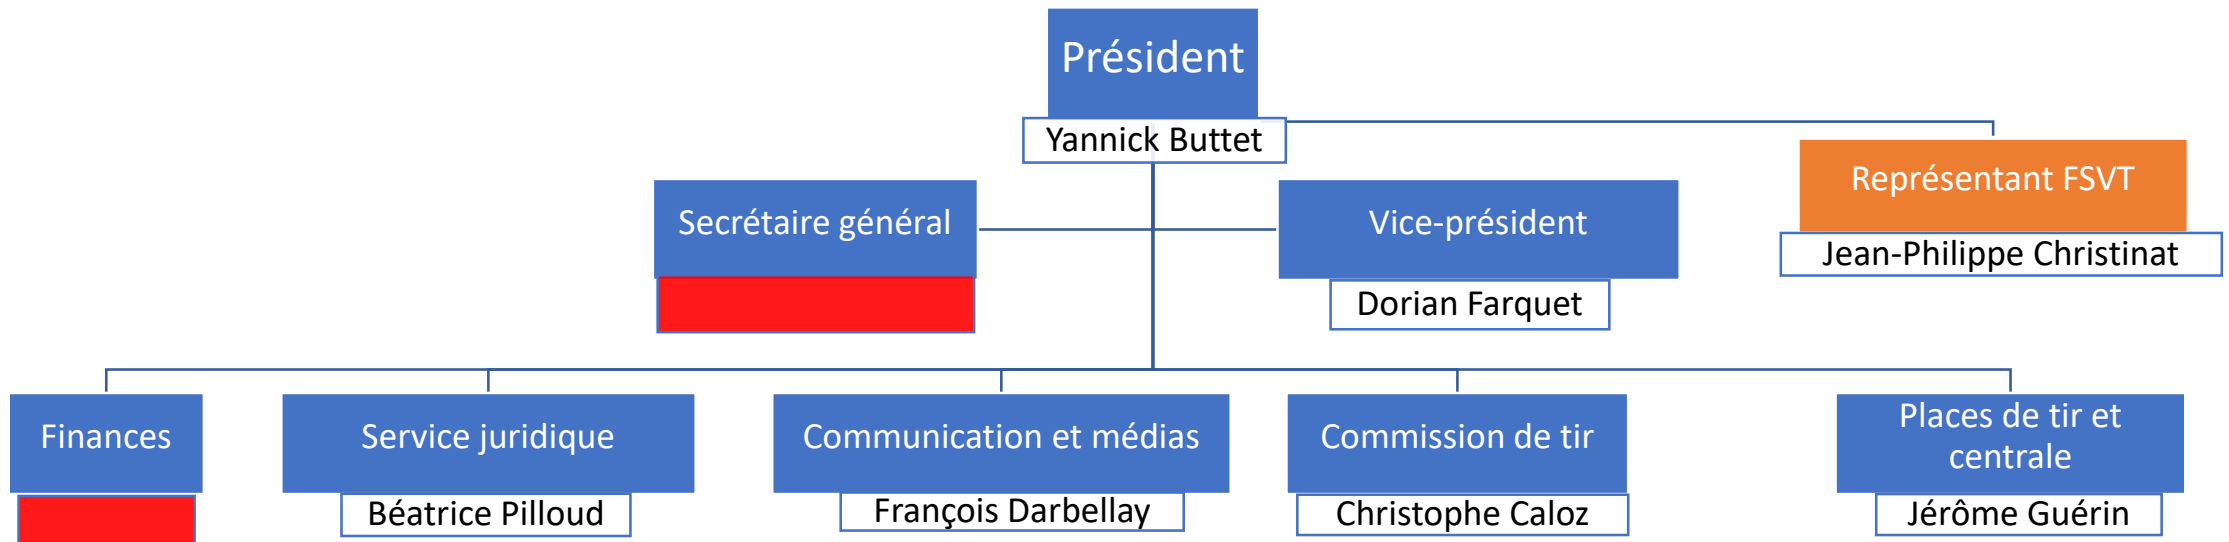 Président
Yannick Buttet
Représentant FSVT
Jean-Philippe Christinat
Secrétaire général
Vice-président
Dorian Farquet
Finances
Service juridique
Béatrice Pilloud
Communication et médias
François Darbellay
Commission de tir
Christophe Caloz
Places de tir et
centrale
Jérôme Guérin